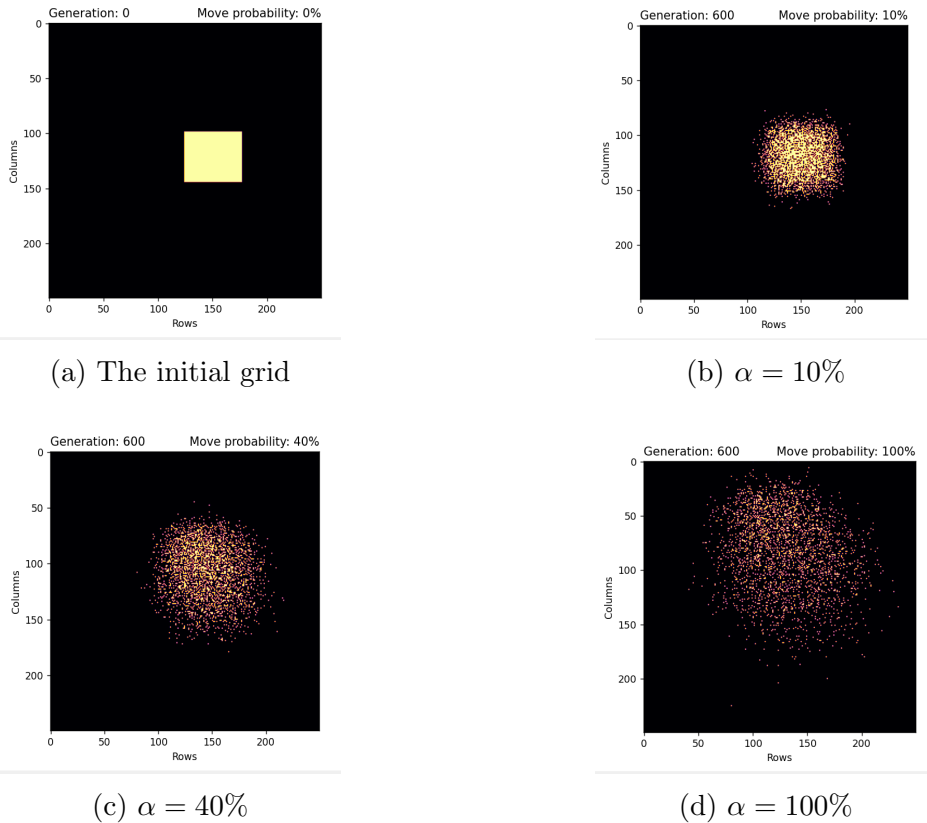 Generation: 0 Move probability: 0%
0
50
100
150
200
Columns
0 50 100 150 200
Rows
(a) The initial grid
Generation: 600 Move probability: 10%
0
50
100
150
200
Columns
0 50 100 150 200
Rows
(b) α = 10%
Generation: 600 Move probability: 40%
0
50
100
150
200
Columns
0 50 100 150 200
Rows
(c) α = 40%
Generation: 600 Move probability: 100%
0
50
100
150
200
Columns
0 50 100 150 200
Rows
(d) α = 100%